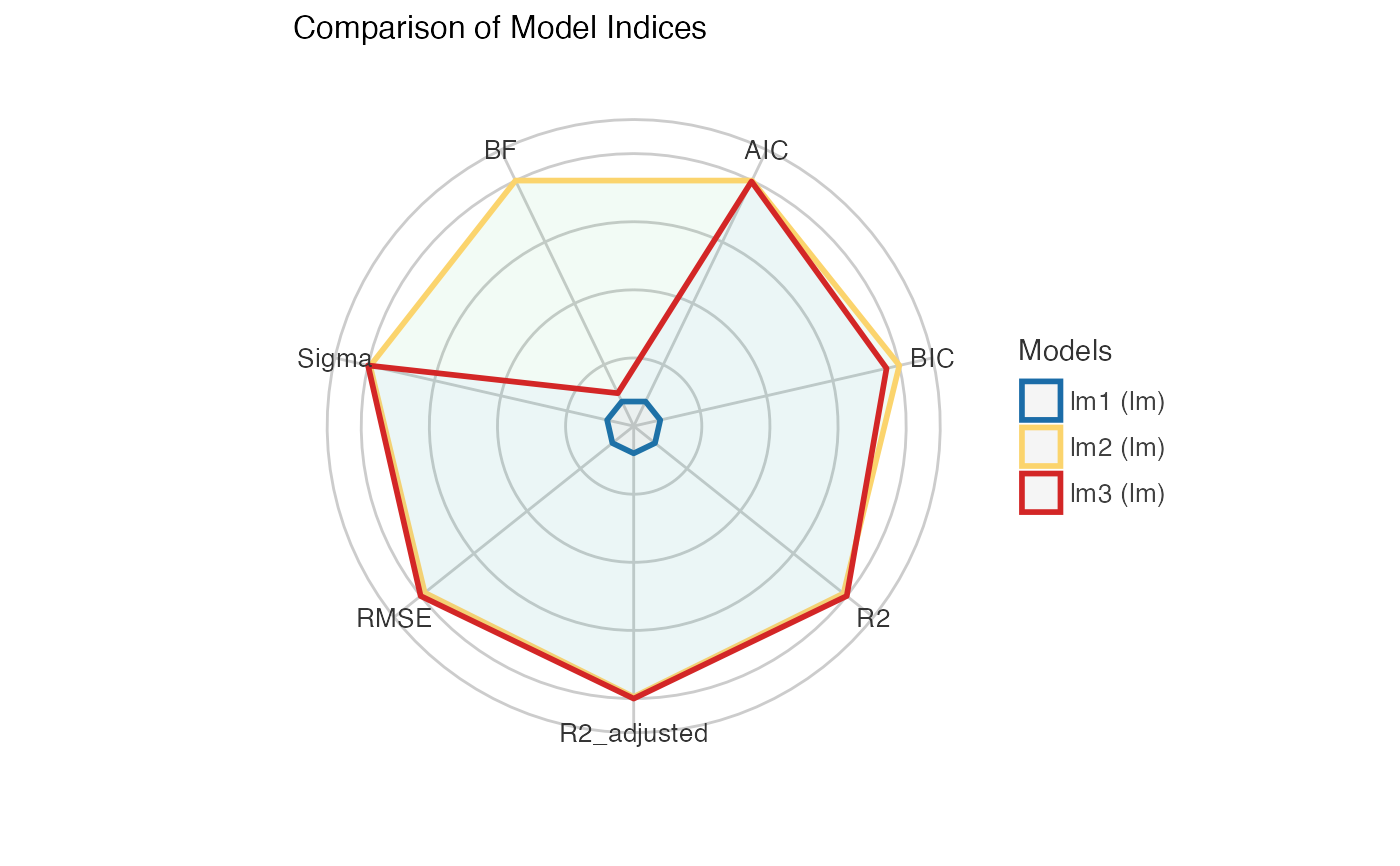 Comparison of Model Indices
BF
AIC
Sigma
BIC
RMSE
R2
R2_adjusted
Models
lm1 (lm)
lm2 (lm)
lm3 (lm)